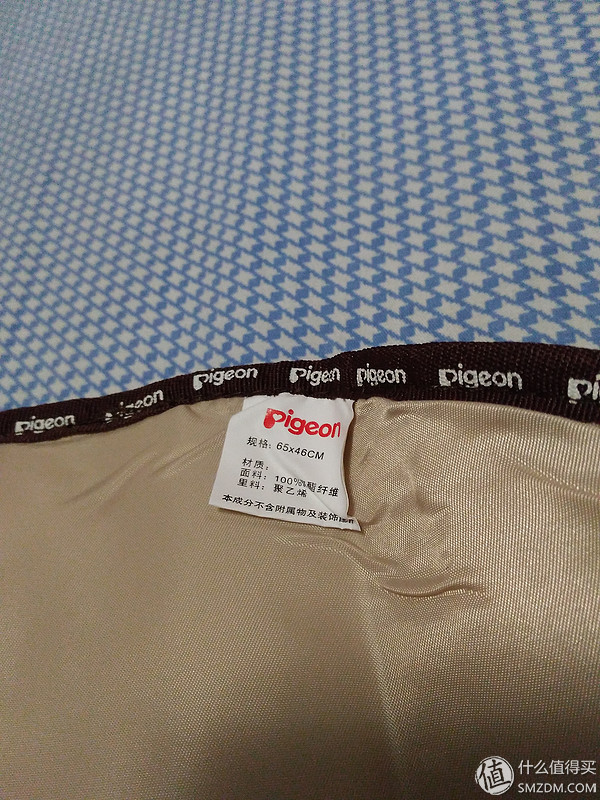 pigeon pigeon pigeon pigeon pigeon
Pigeon
规格: 65x46CM
材质:
面料: 100%酯纤维
里料: 聚乙烯
本成分不含附属物及装饰
值 什么值得买
SMZDM.COM